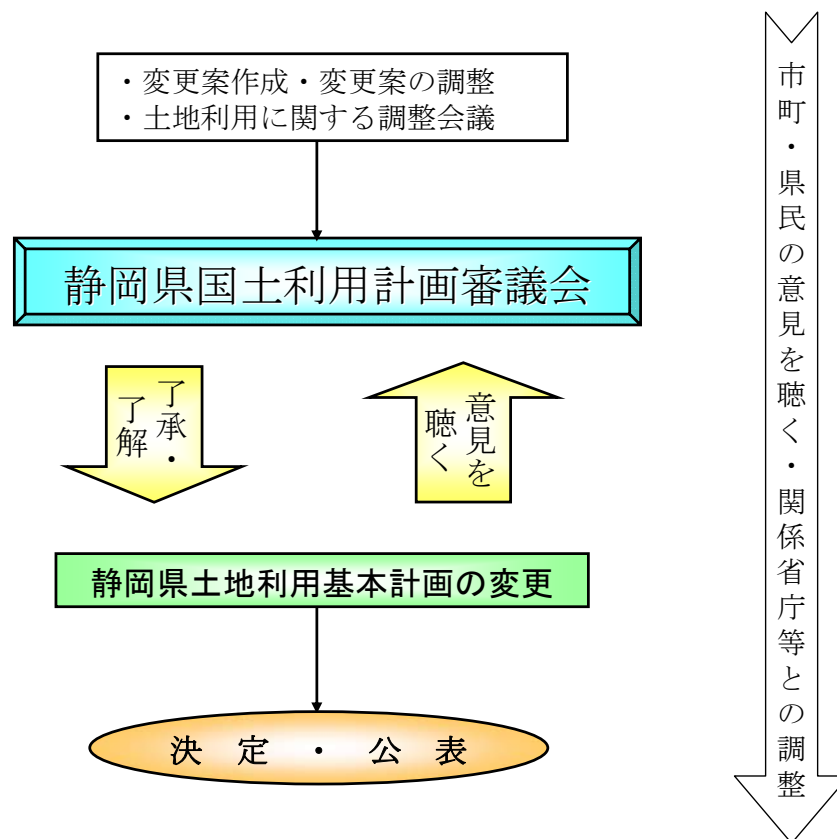 ・変更案作成・変更案の調整
・土地利用に関する調整会議
静岡県国土利用計画審議会
了承・
了解
意見を
聴く
静岡県土地利用基本計画の変更
決定・公表
市町・県民の意見を聴く・関係省庁等との調整